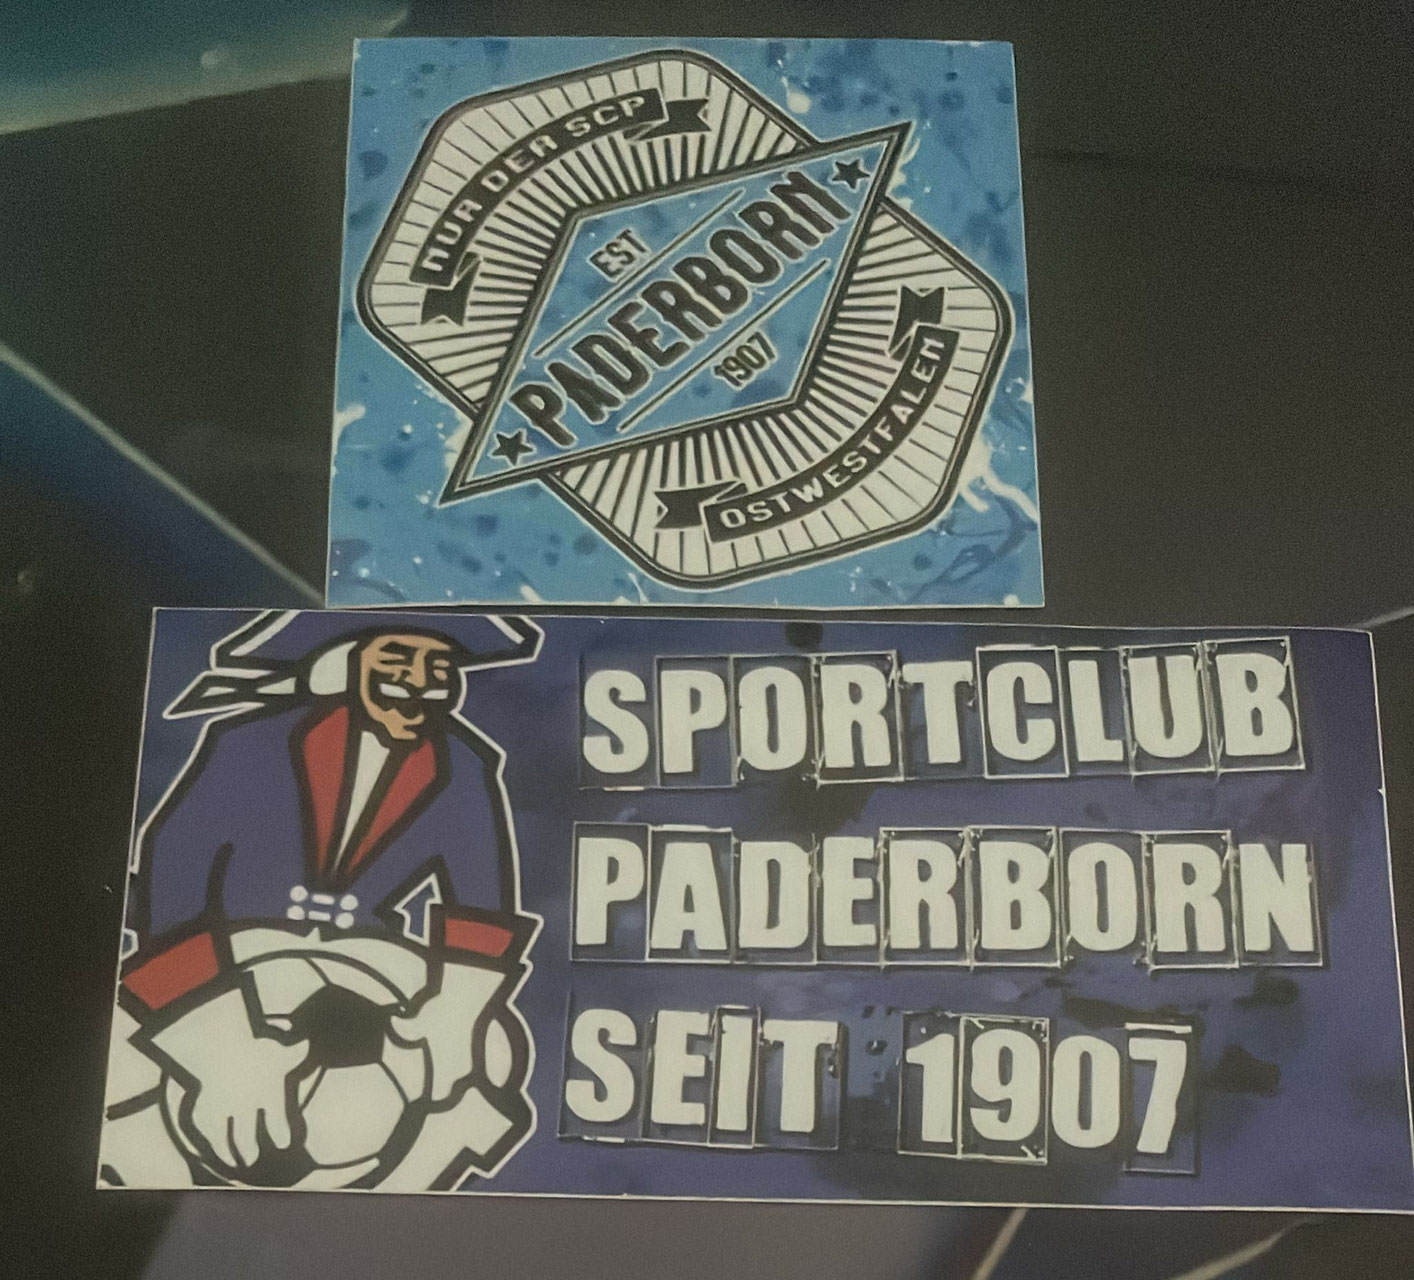 NUR DER SCP
EST
PADERBORN
1907
OSTWESTFALEN
SPORTCLUB
PADERBORN
SEIT 1907